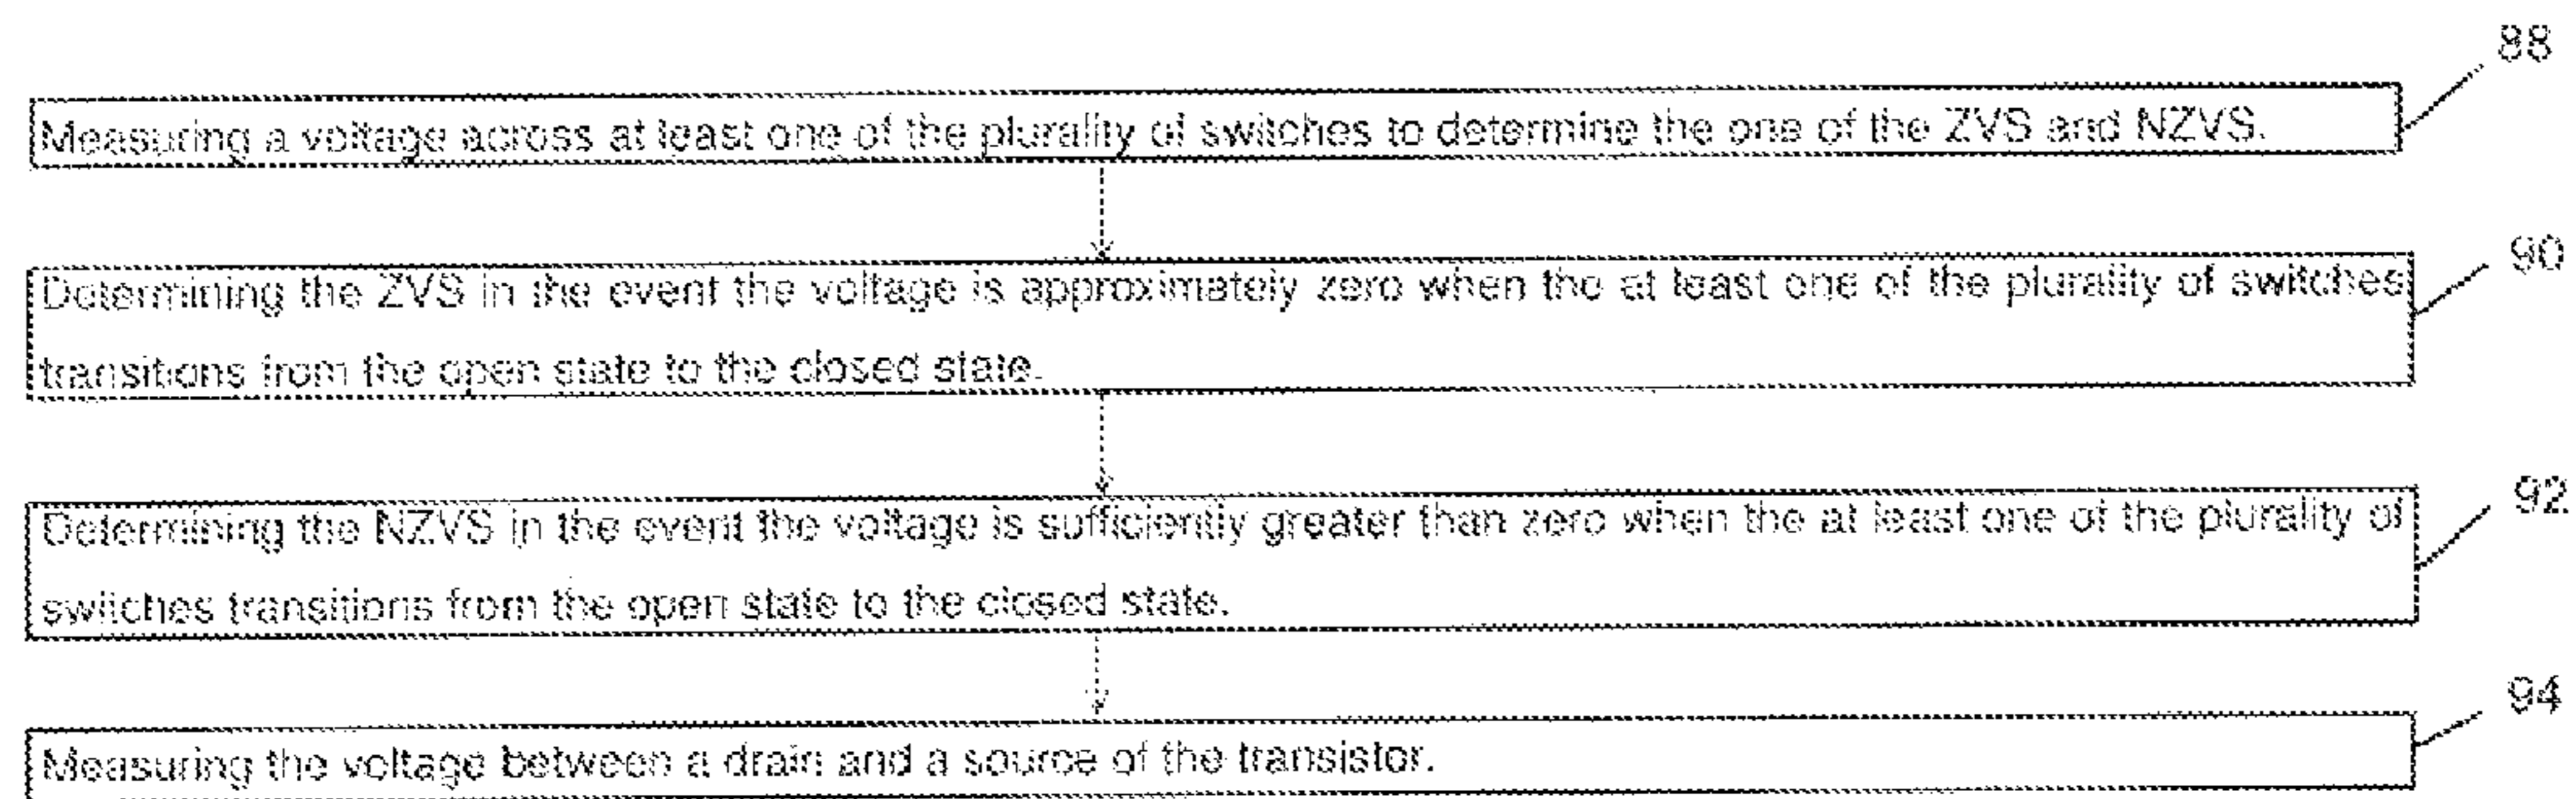 88
Measuring a voltage across at least one of the plurality of switches to determine the one of the ZVS and NZVS.
90
Determining the ZVS in the event the voltage is approximately zero when the at least one of the plurality of switches
transitions from the open state to the closed state.
92
Determining the NZVS in the event the voltage is sufficiently greater than zero when the at least one of the plurality of
switches transitions from the open state to the closed state.
94
Measuring the voltage between a drain and a source of the transistor.